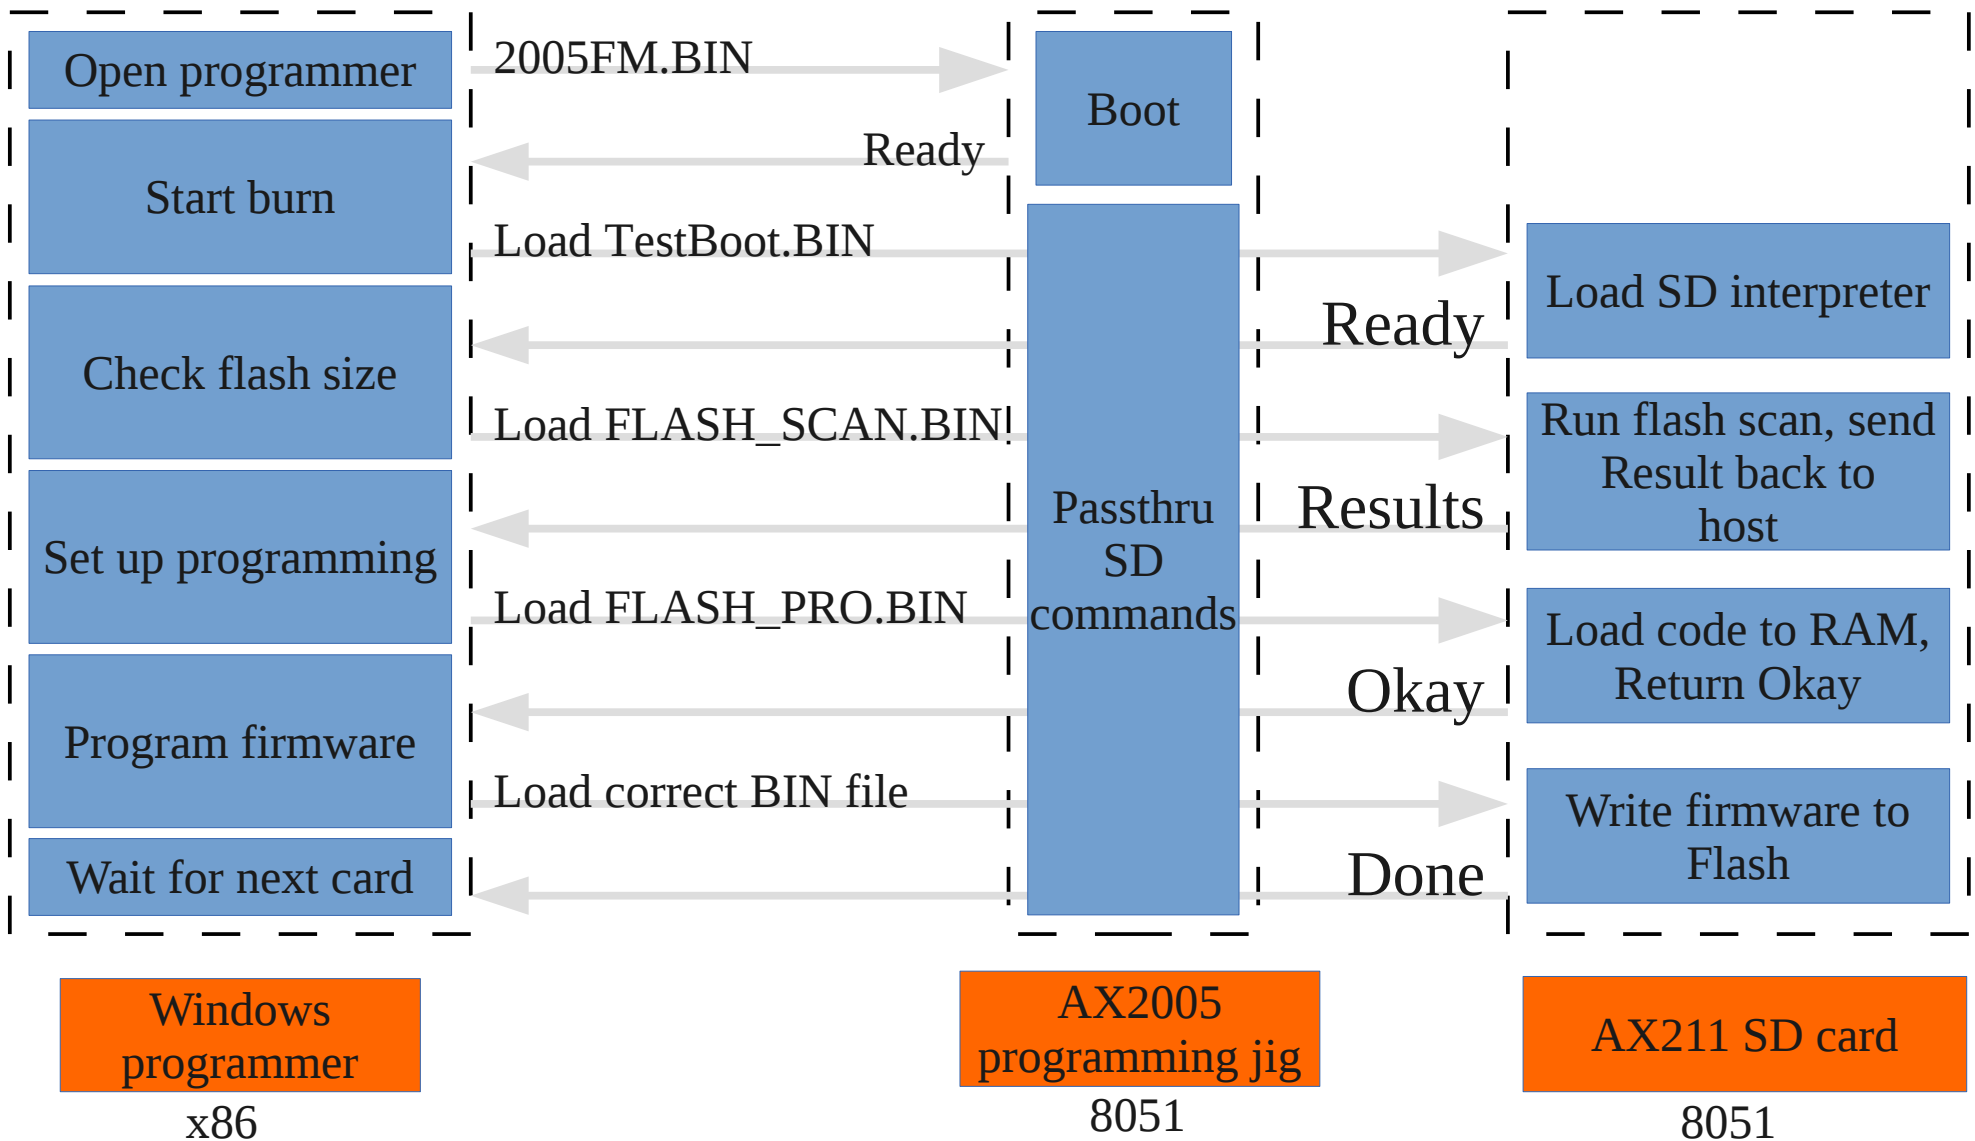 Open programmer
2005FM.BIN
Boot
Ready
Start burn
Load TestBoot.BIN
Load SD interpreter
Ready
Check flash size
Load FLASH_SCAN.BIN
Run flash scan, send
Result back to
host
Results
Passthru
SD
commands
Set up programming
Load FLASH_PRO.BIN
Load code to RAM,
Return Okay
Okay
Program firmware
Load correct BIN file
Write firmware to
Flash
Done
Wait for next card
Windows
programmer
x86
AX2005
programming jig
8051
AX211 SD card
8051